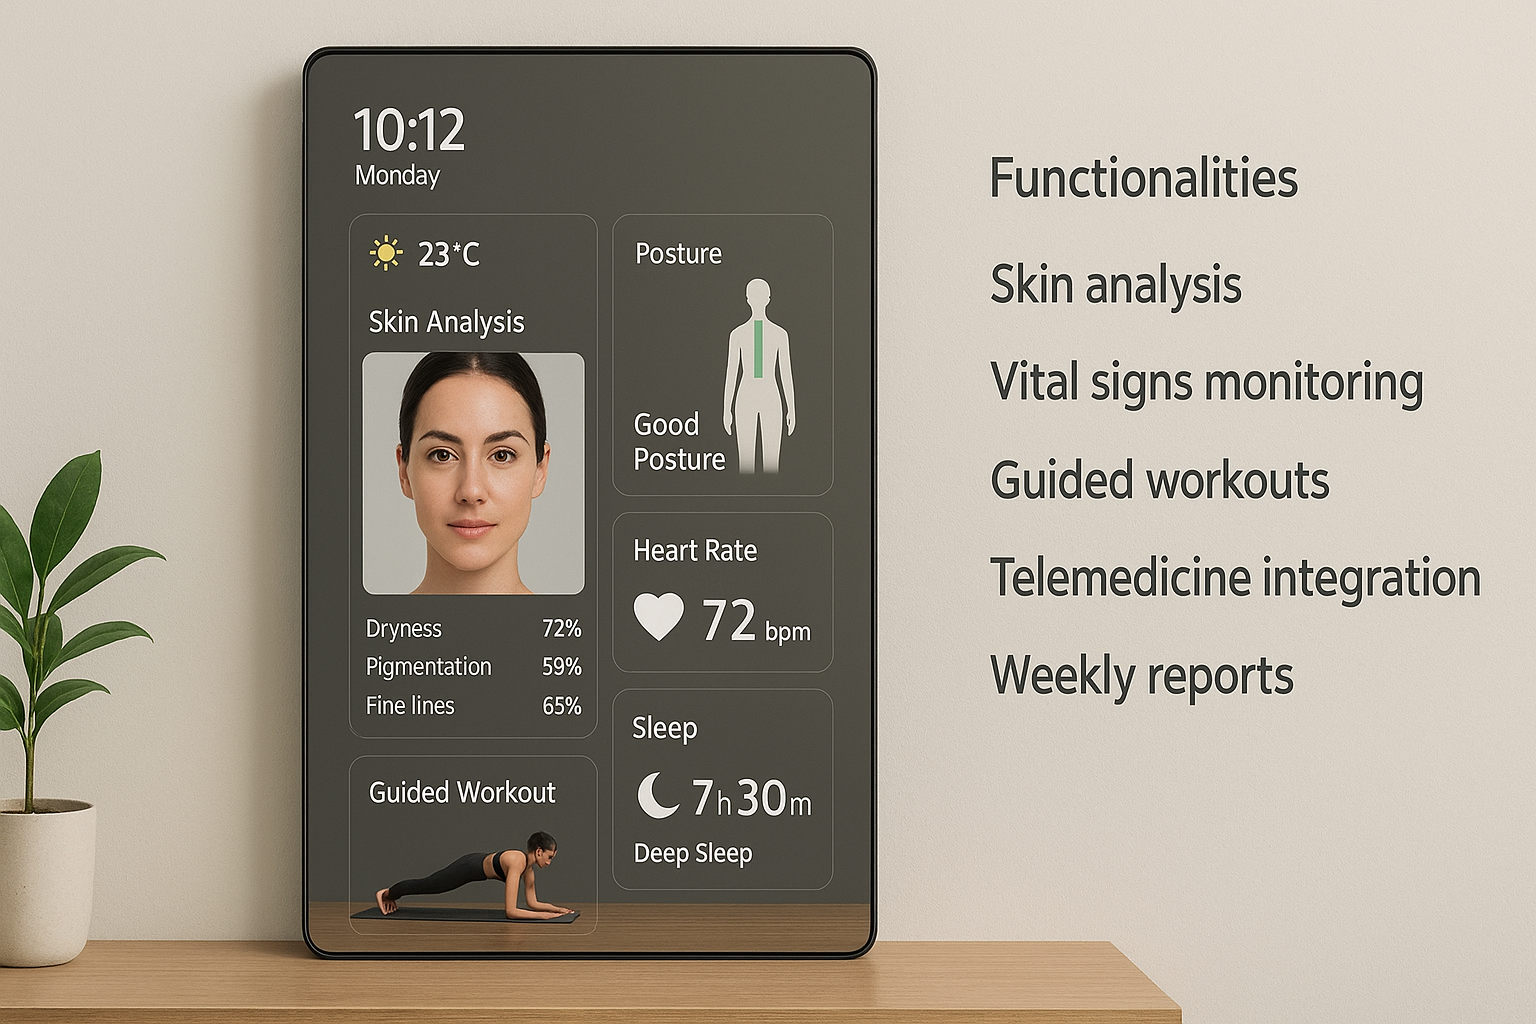 10:12
Monday
23*C
Skin Analysis
Dryness 72%
Pigmentation 59%
Fine lines 65%
Guided Workout
Posture
Good
Posture
Heart Rate
72 bpm
Sleep
7h30m
Deep Sleep
Functionalities
Skin analysis
Vital signs monitoring
Guided workouts
Telemedicine integration
Weekly reports